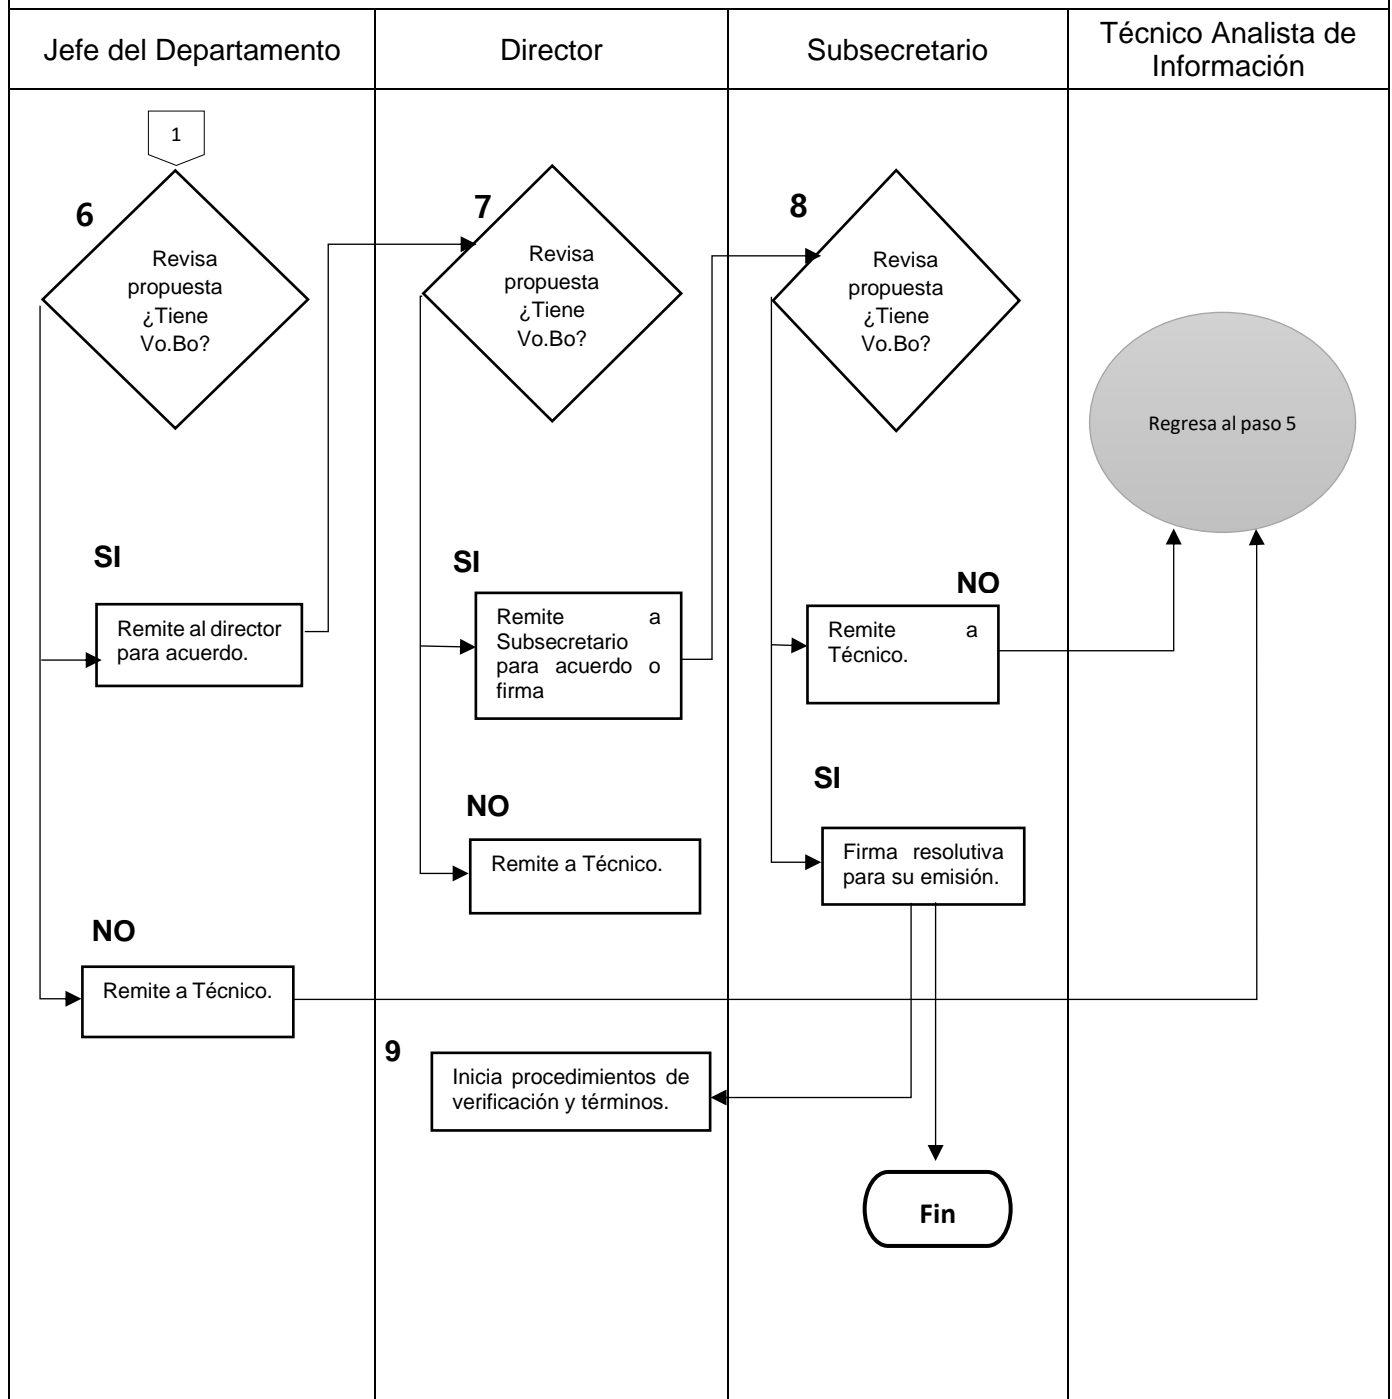 Jefe del Departamento
Director
Subsecretario
Técnico Analista de
Información
1
6
Revisa
propuesta
¿Tiene
Vo.Bo?
7
Revisa
propuesta
¿Tiene
Vo.Bo?
8
Revisa
propuesta
¿Tiene
Vo.Bo?
Regresa al paso 5
SI
Remite al director
para acuerdo.
SI
Remite a
Subsecretario
para acuerdo o
firma
NO
Remite a
Técnico.
NO
Remite a Técnico.
SI
Firma resolutiva
para su emisión.
NO
Remite a Técnico.
9
Inicia procedimientos de
verificación y términos.
Fin